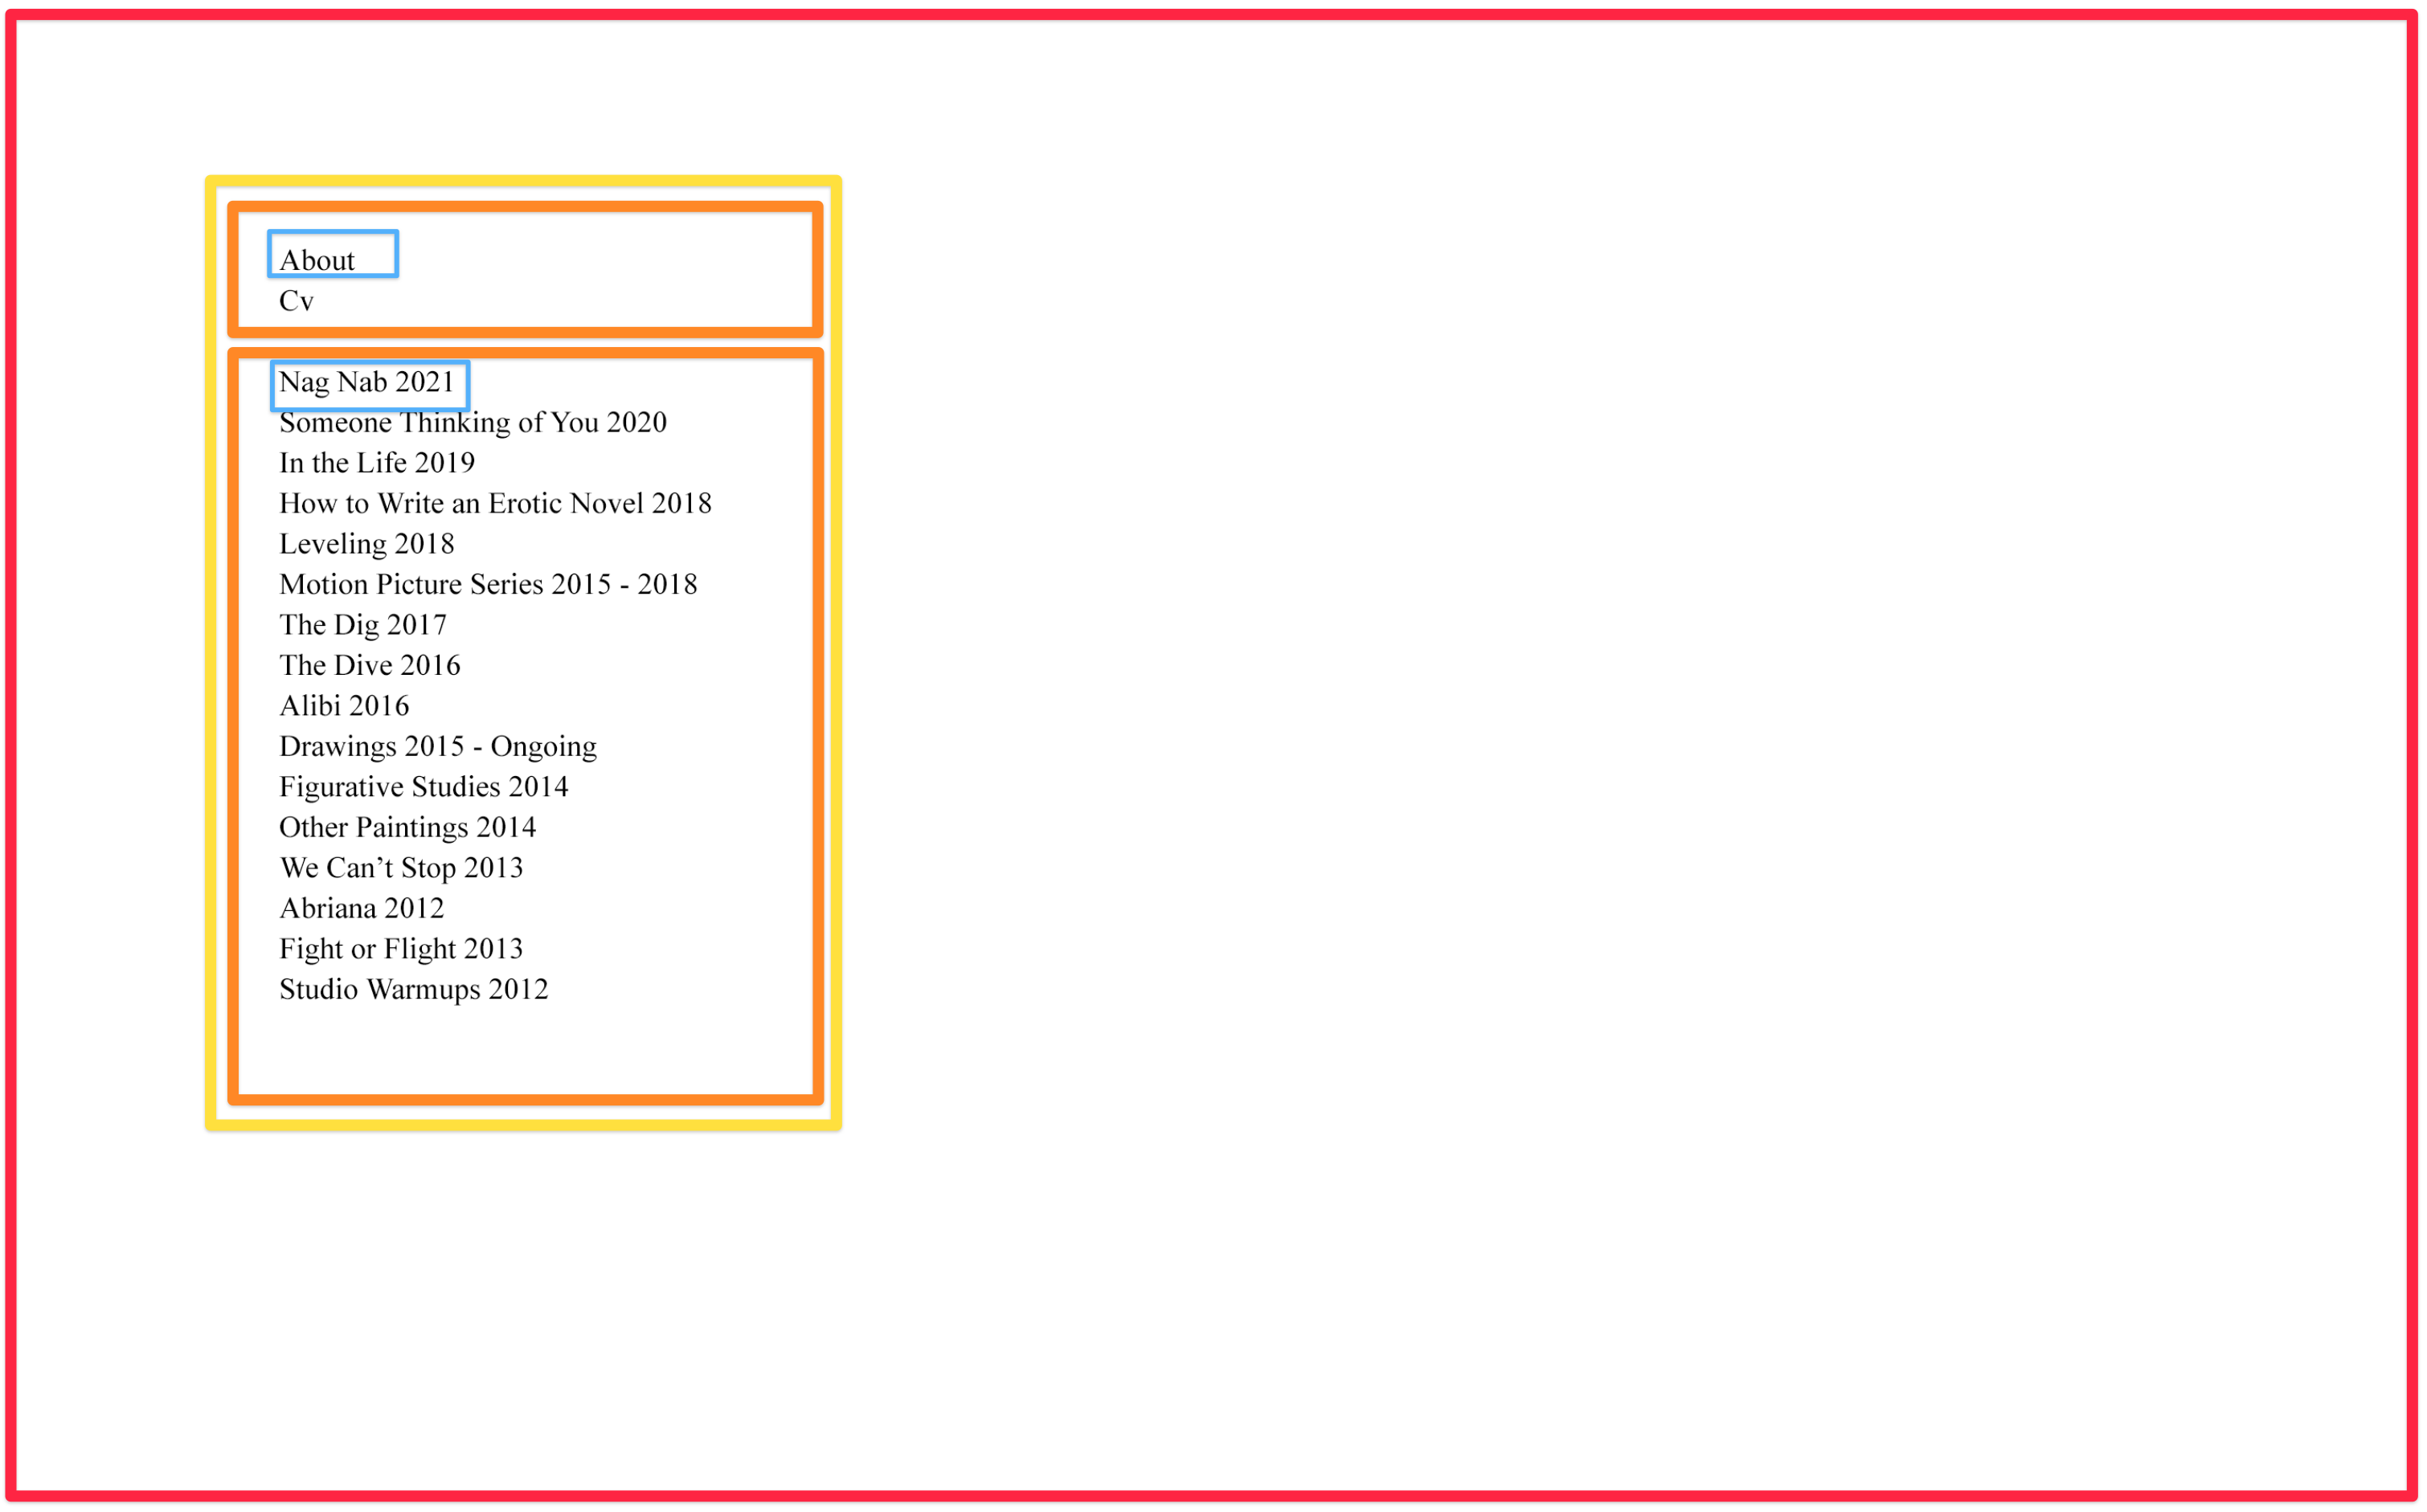 About
Cv
Nag Nab 2021
Someone Thinking of You 2020
In the Life 2019
How to Write an Erotic Novel 2018
Leveling 2018
Motion Picture Series 2015 - 2018
The Dig 2017
The Dive 2016
Alibi 2016
Drawings 2015 - Ongoing
Figurative Studies 2014
Other Paintings 2014
We Can’t Stop 2013
Abriana 2012
Fight or Flight 2013
Studio Warmups 2012